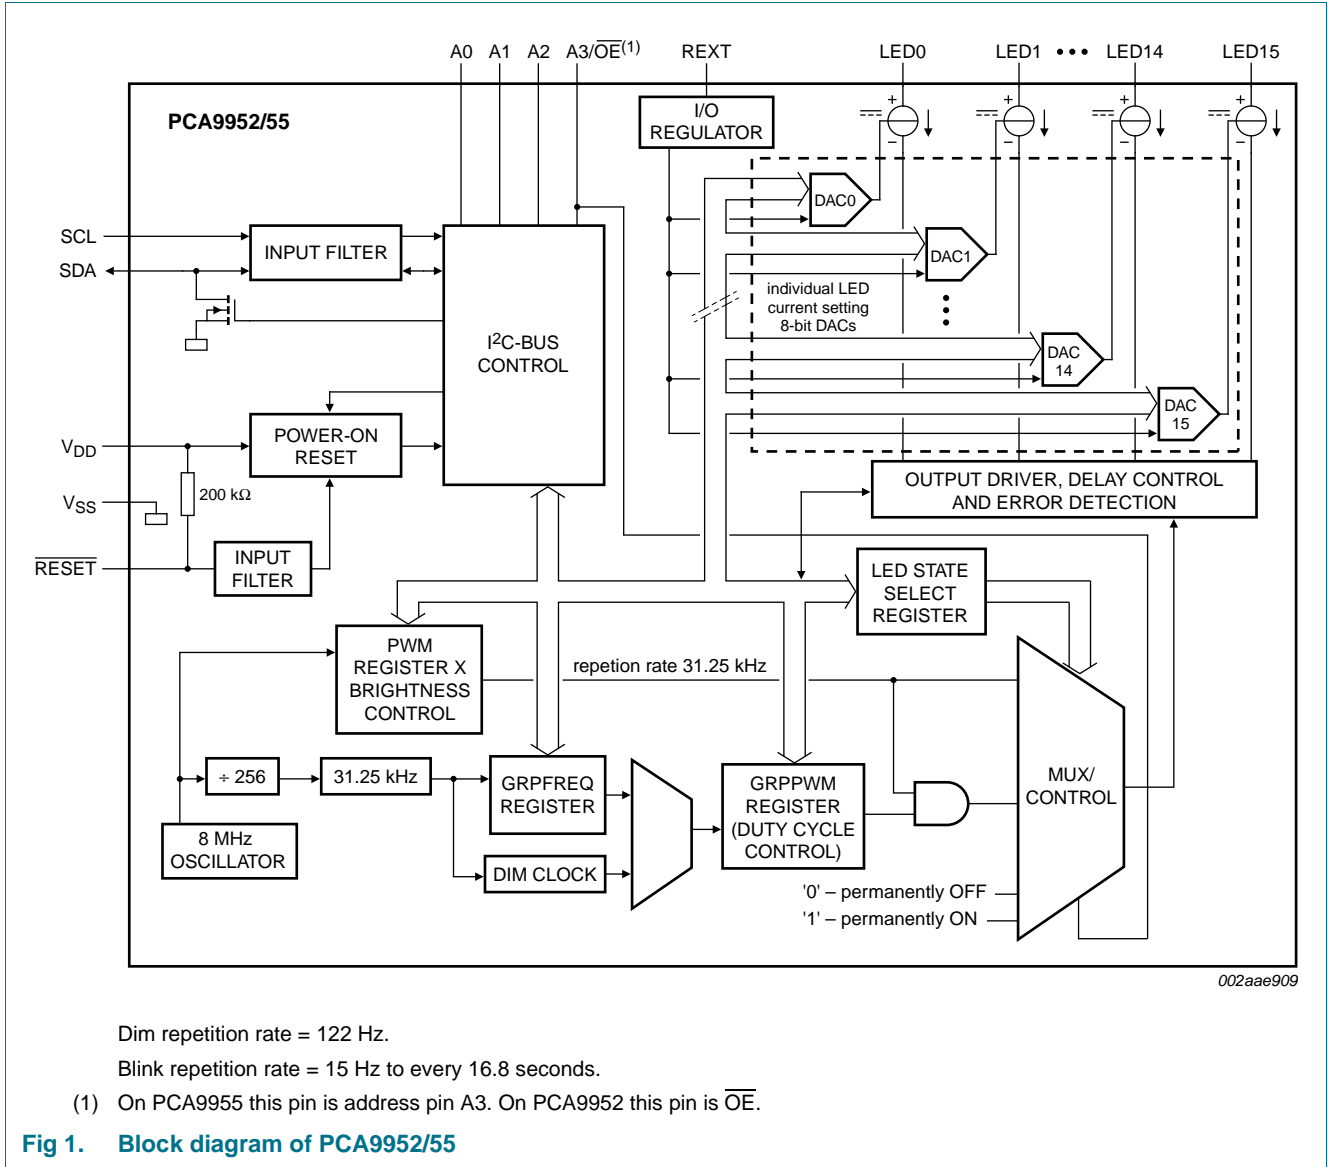 A0 A1 A2 A3/OE(1) REXT LED0 LED1 ••• LED14 LED15
PCA9952/55
I/O
REGULATOR
DAC0
SCL
INPUT FILTER
SDA
DAC1
individual LED
current setting
8-bit DACs
I2C-BUS
CONTROL
DAC
14
DAC
15
VDD
POWER-ON
RESET
OUTPUT DRIVER, DELAY CONTROL
AND ERROR DETECTION
200 kΩ
VSS
RESET
INPUT
FILTER
LED STATE
SELECT
REGISTER
PWM
REGISTER X
BRIGHTNESS
CONTROL
repetion rate 31.25 kHz
÷ 256
31.25 kHz
GRPFREQ
REGISTER
GRPPWM
REGISTER
(DUTY CYCLE
CONTROL)
MUX/
CONTROL
8 MHz
OSCILLATOR
DIM CLOCK
'0' – permanently OFF
'1' – permanently ON
002aae909
Dim repetition rate = 122 Hz.
Blink repetition rate = 15 Hz to every 16.8 seconds.
(1) On PCA9955 this pin is address pin A3. On PCA9952 this pin is OE.
Fig 1. Block diagram of PCA9952/55